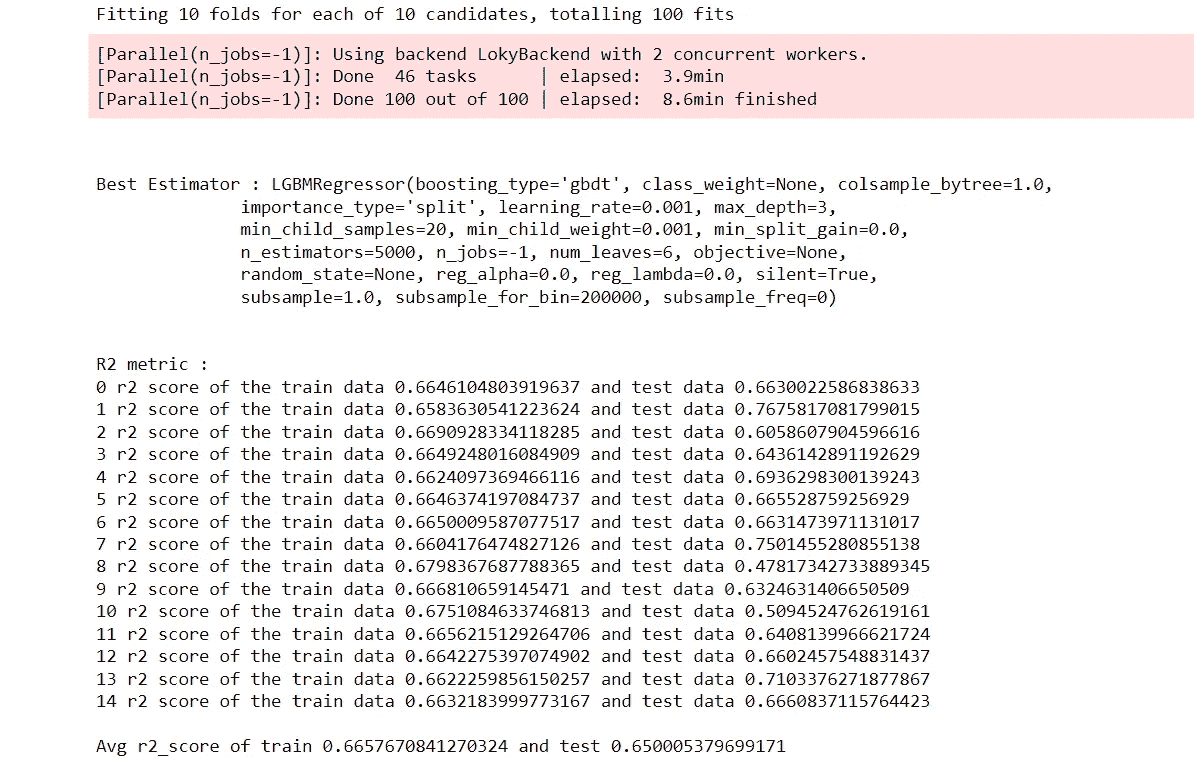 Fitting 10 folds for each of 10 candidates, totalling 100 fits
[Parallel(n_jobs=-1)]: Using backend LokyBackend with 2 concurrent workers.
[Parallel(n_jobs=-1)]: Done  46 tasks      | elapsed:  3.9min
[Parallel(n_jobs=-1)]: Done 100 out of 100 | elapsed:  8.6min finished
Best Estimator : LGBMRegressor(boosting_type='gbdt', class_weight=None, colsample_bytree=1.0,
importance_type='split', learning_rate=0.001, max_depth=3,
min_child_samples=20, min_child_weight=0.001, min_split_gain=0.0,
n_estimators=5000, n_jobs=-1, num_leaves=6, objective=None,
random_state=None, reg_alpha=0.0, reg_lambda=0.0, silent=True,
subsample=1.0, subsample_for_bin=200000, subsample_freq=0)
R2 metric :
0 r2 score of the train data 0.6646104803919637 and test data 0.6630022586838633
1 r2 score of the train data 0.6583630541223624 and test data 0.7675817081799015
2 r2 score of the train data 0.6690928334118285 and test data 0.6058607904596616
3 r2 score of the train data 0.6649248016084909 and test data 0.6436142891192629
4 r2 score of the train data 0.6624097369466116 and test data 0.6936298300139243
5 r2 score of the train data 0.6646374197084737 and test data 0.665528759256929
6 r2 score of the train data 0.6650009587077517 and test data 0.6631473971131017
7 r2 score of the train data 0.6604176474827126 and test data 0.7501455280855138
8 r2 score of the train data 0.6798367687788365 and test data 0.47817342733889345
9 r2 score of the train data 0.666810659145471 and test data 0.6324631406650509
10 r2 score of the train data 0.6751084633746813 and test data 0.5094524762619161
11 r2 score of the train data 0.6656215129264706 and test data 0.6408139966621724
12 r2 score of the train data 0.6642275397074902 and test data 0.6602457548831437
13 r2 score of the train data 0.6622259856150257 and test data 0.7103376271877867
14 r2 score of the train data 0.6632183999773167 and test data 0.6660837115764423
Avg r2_score of train 0.6657670841270324 and test 0.650005379699171